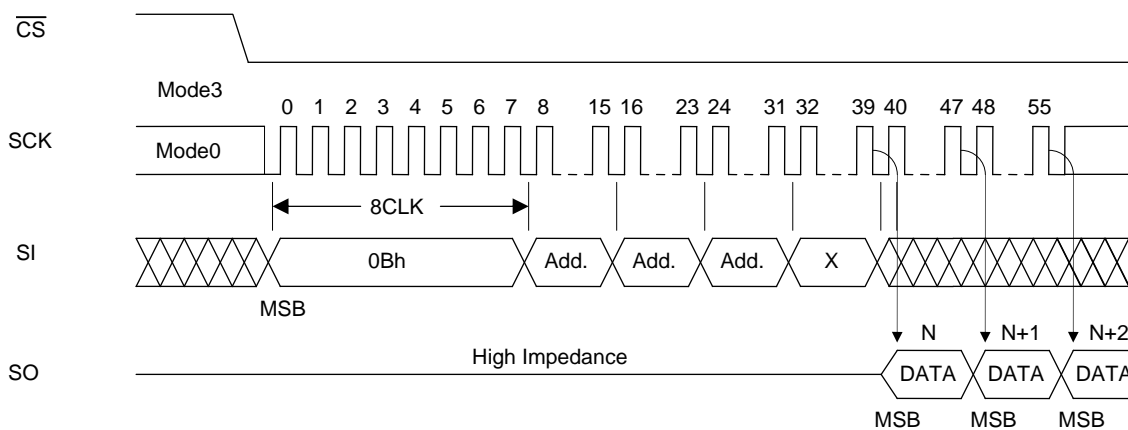 CS
Mode3
0 1 2 3 4 5 6 7 8 15 16 23 24 31 32 39 40 47 48 55
SCK
Mode0
8CLK
SI
0Bh Add. Add. Add. X
MSB
N N+1 N+2
High Impedance
SO
DATA DATA DATA
MSB MSB MSB